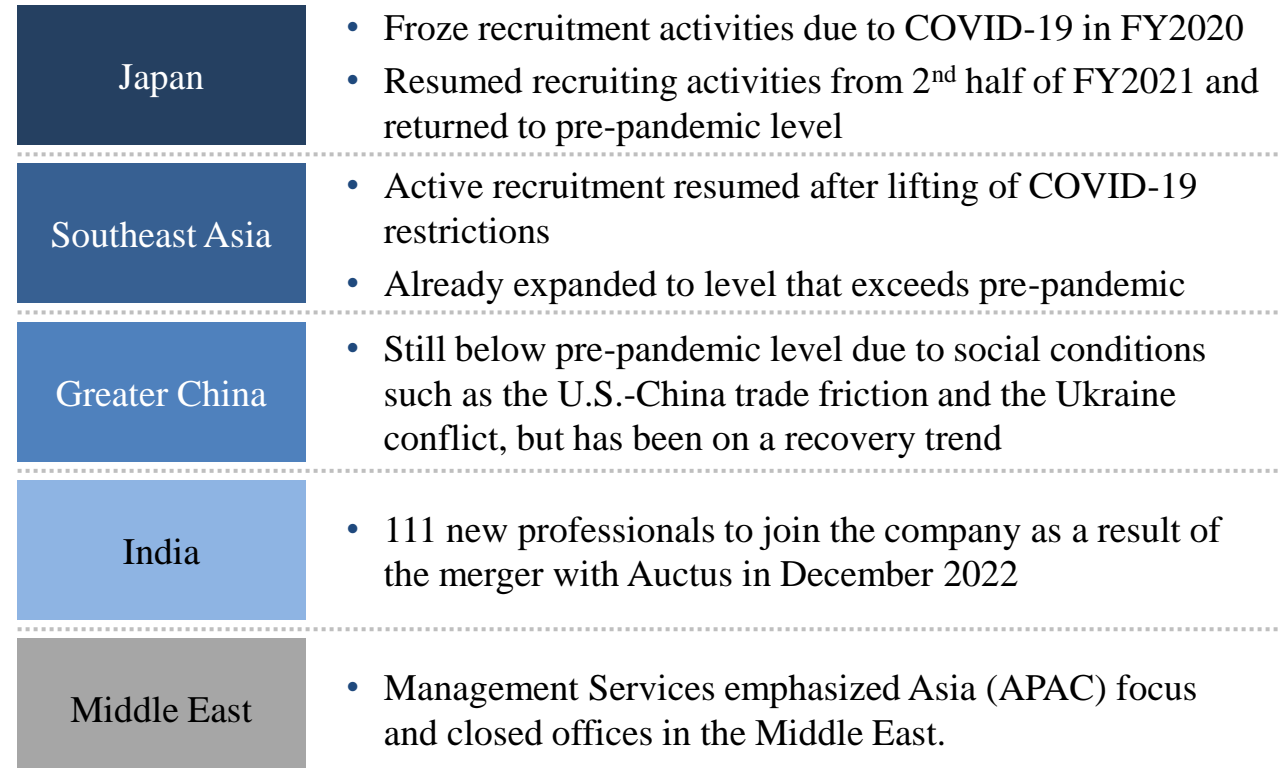 Japan
• Froze recruitment activities due to COVID-19 in FY2020
• Resumed recruiting activities from 2nd half of FY2021 and
returned to pre-pandemic level
Southeast Asia
• Active recruitment resumed after lifting of COVID-19
restrictions
• Already expanded to level that exceeds pre-pandemic
Greater China
• Still below pre-pandemic level due to social conditions
such as the U.S.-China trade friction and the Ukraine
conflict, but has been on a recovery trend
India
• 111 new professionals to join the company as a result of
the merger with Auctus in December 2022
Middle East
• Management Services emphasized Asia (APAC) focus
and closed offices in the Middle East.